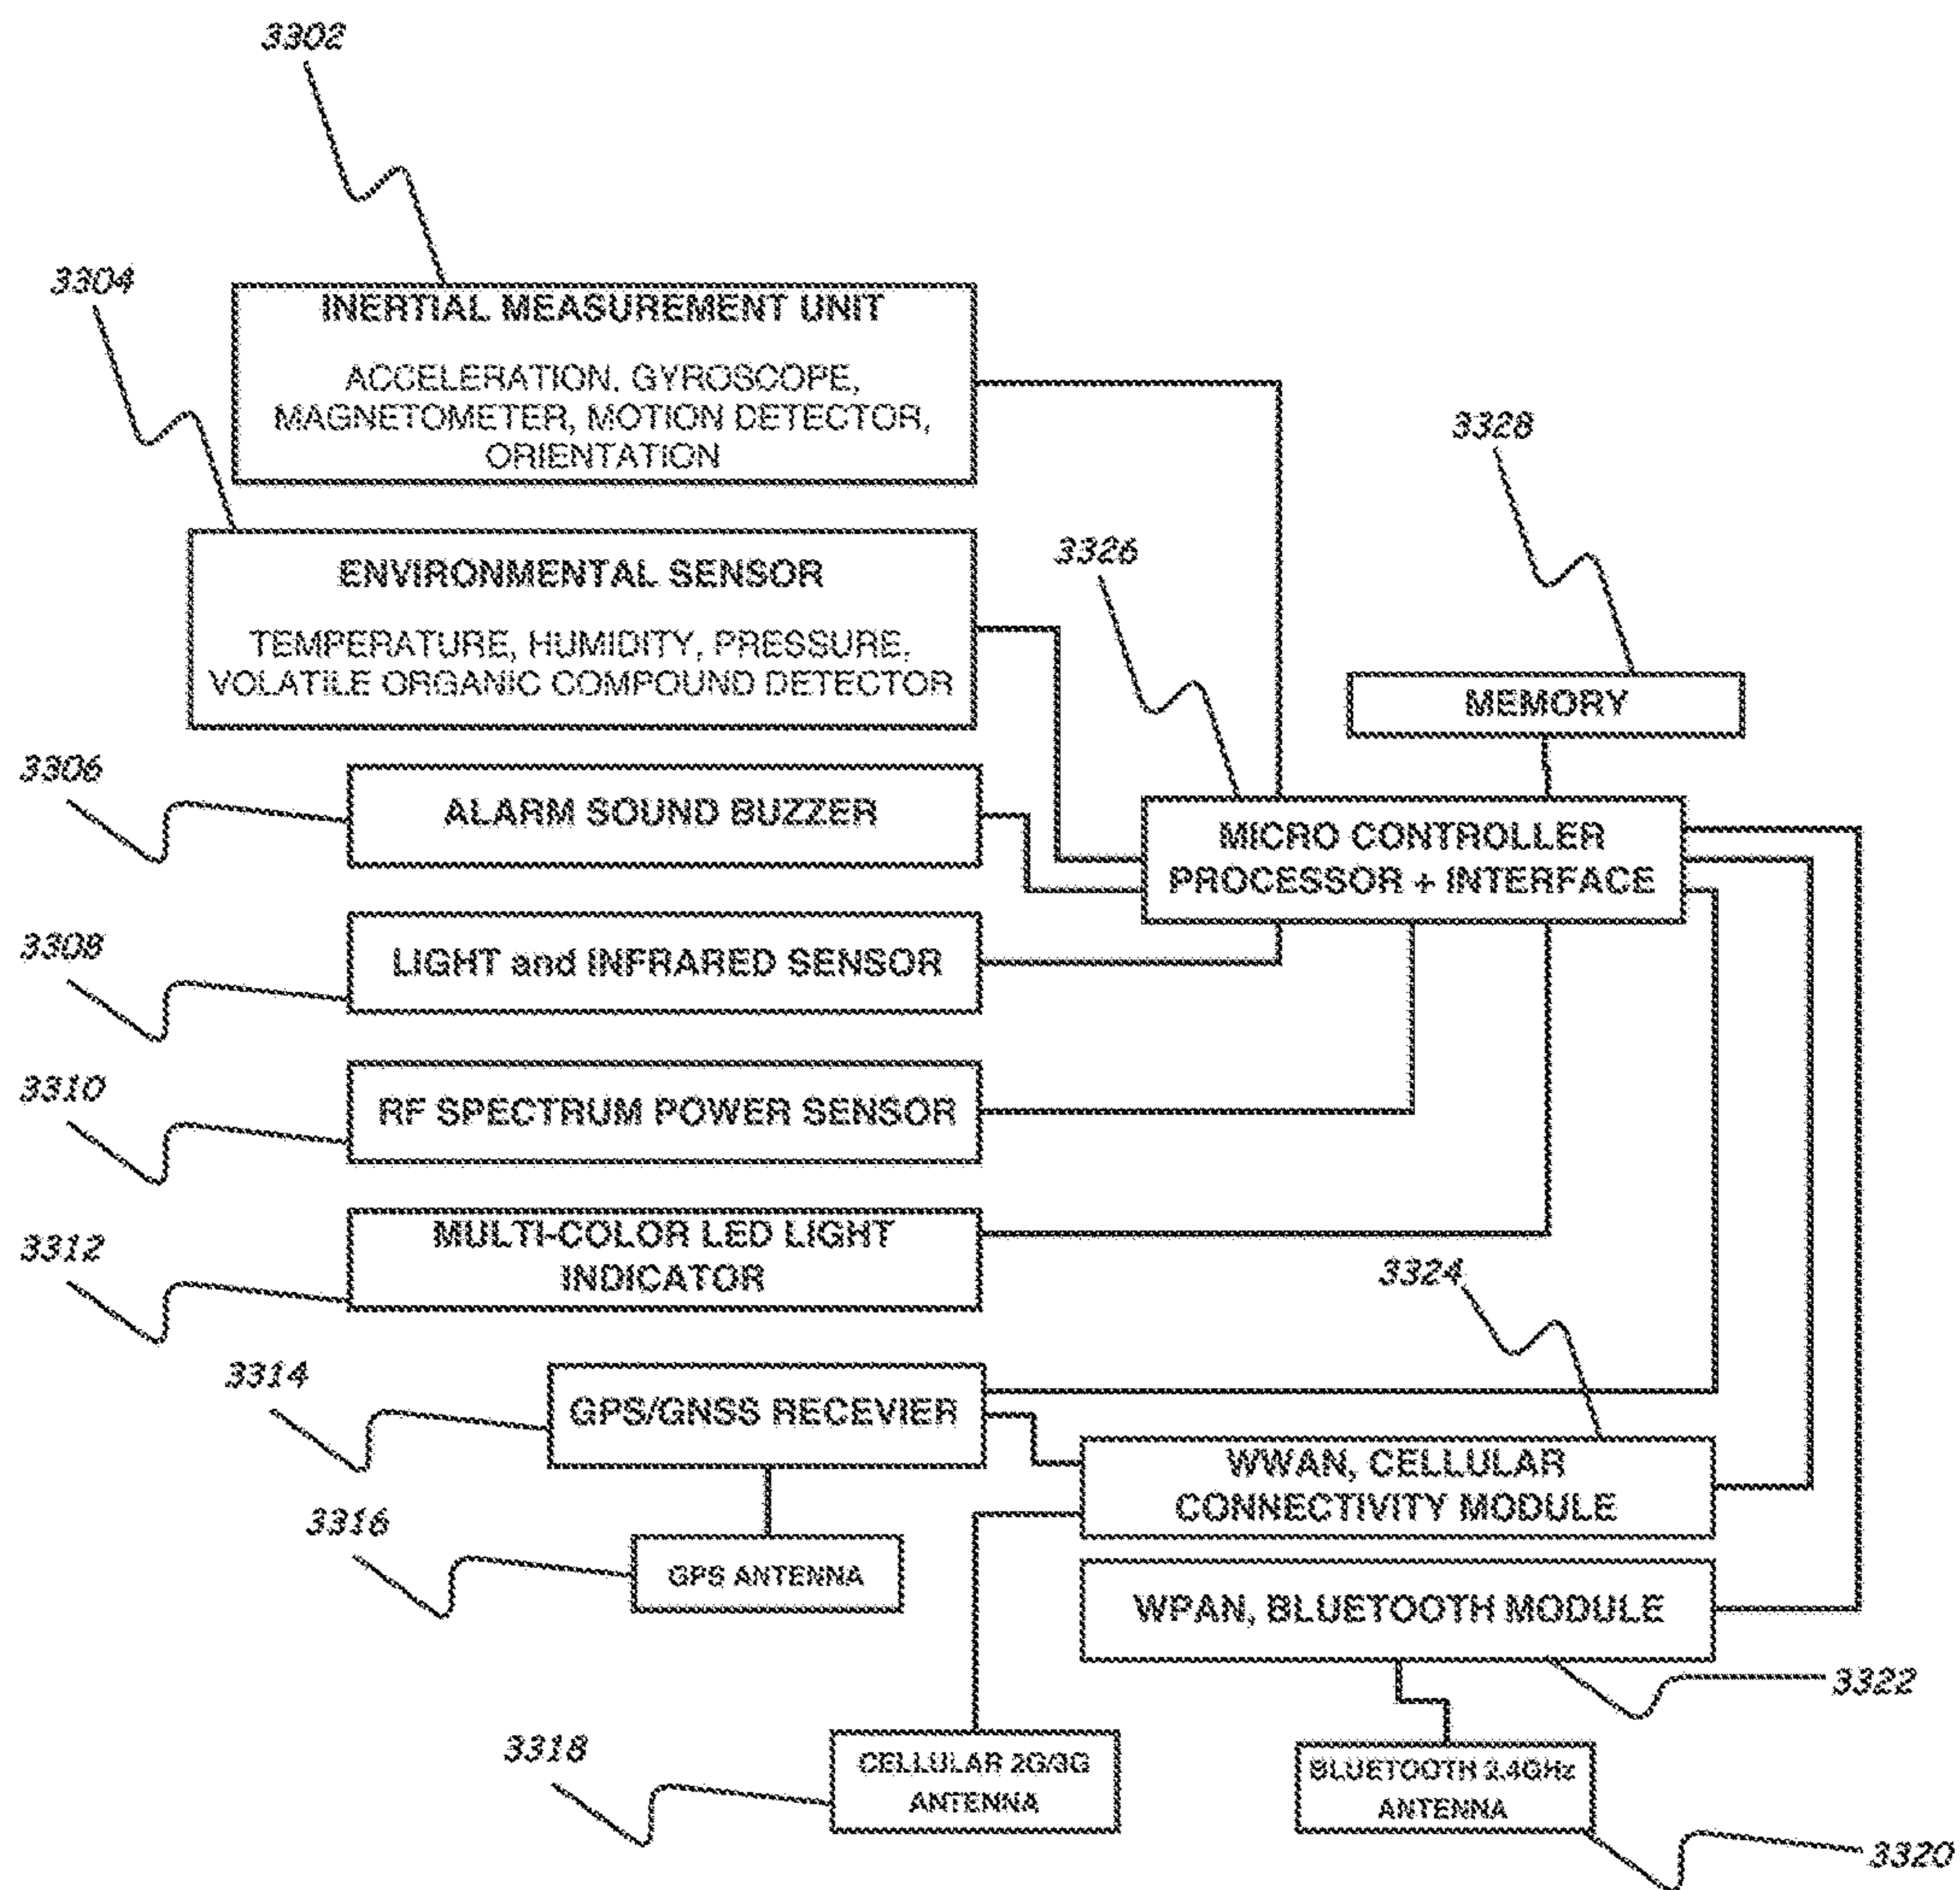 3302
3304
INERTIAL MEASUREMENT UNIT
ACCELERATION, GYROSCOPE,
MAGNETOMETER, MOTION DETECTOR,
ORIENTATION
3328
3326
ENVIRONMENTAL SENSOR
TEMPERATURE, HUMIDITY, PRESSURE,
VOLATILE ORGANIC COMPOUND DETECTOR
MEMORY
3306
ALARM SOUND BUZZER
MICRO CONTROLLER
PROCESSOR + INTERFACE
3308
LIGHT and INFRARED SENSOR
3310
RF SPECTRUM POWER SENSOR
3312
MULTI-COLOR LED LIGHT
INDICATOR
3324
3314
GPS/GNSS RECEVIER
WWAN, CELLULAR
CONNECTIVITY MODULE
3316
GPS ANTENNA
WPAN, BLUETOOTH MODULE
3322
3318
CELLULAR 2G/3G
ANTENNA
BLUETOOTH 2.4GHz
ANTENNA
3320